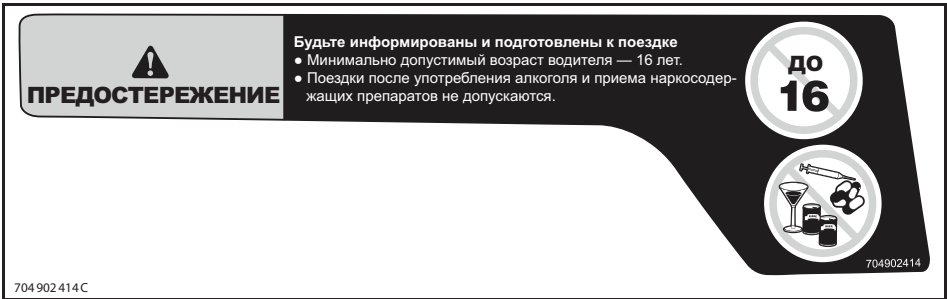 ПРЕДОСТЕРЕЖЕНИЕ
Будьте информированы и подготовлены к поездке
● Минимально допустимый возраст водителя — 16 лет.
● Поездки после употребления алкоголя и приема наркосодер-
жащих препаратов не допускаются.
до
16
704902414
704 902 414 C